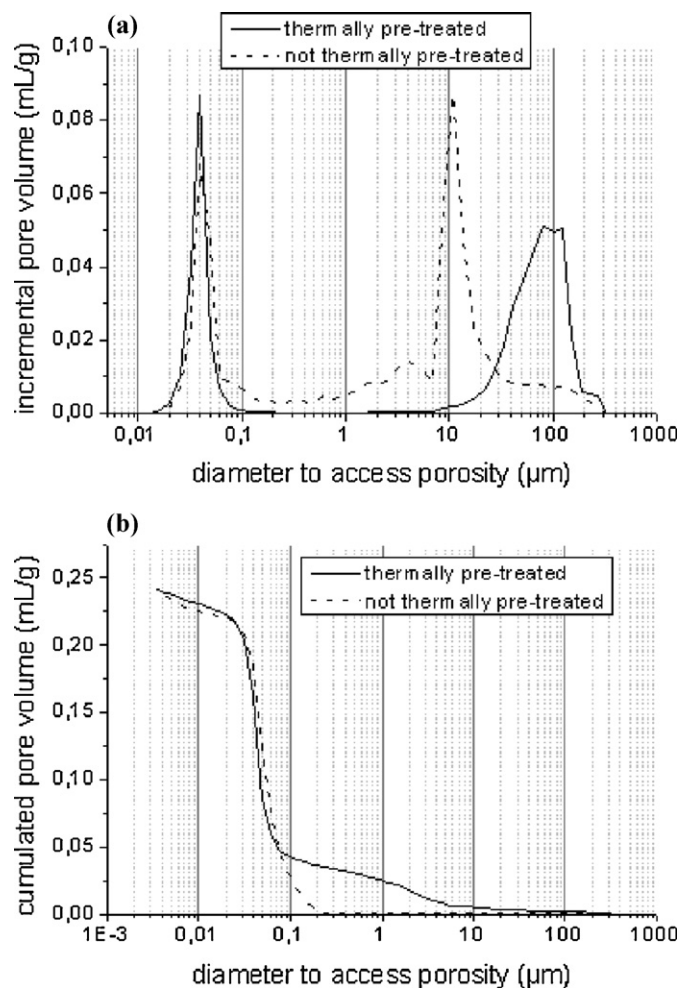 (a)
thermally pre-treated
not thermally pre-treated
incremental pore volume (mL/g)
0,10
0,08
0,06
0,04
0,02
0,00
0,01 0,1 1 10 100 1000
diameter to access porosity (µm)
(b)
thermally pre-treated
not thermally pre-treated
cumulated pore volume (mL/g)
0,25
0,20
0,15
0,10
0,05
0,00
1E-3 0,01 0,1 1 10 100 1000
diameter to access porosity (µm)